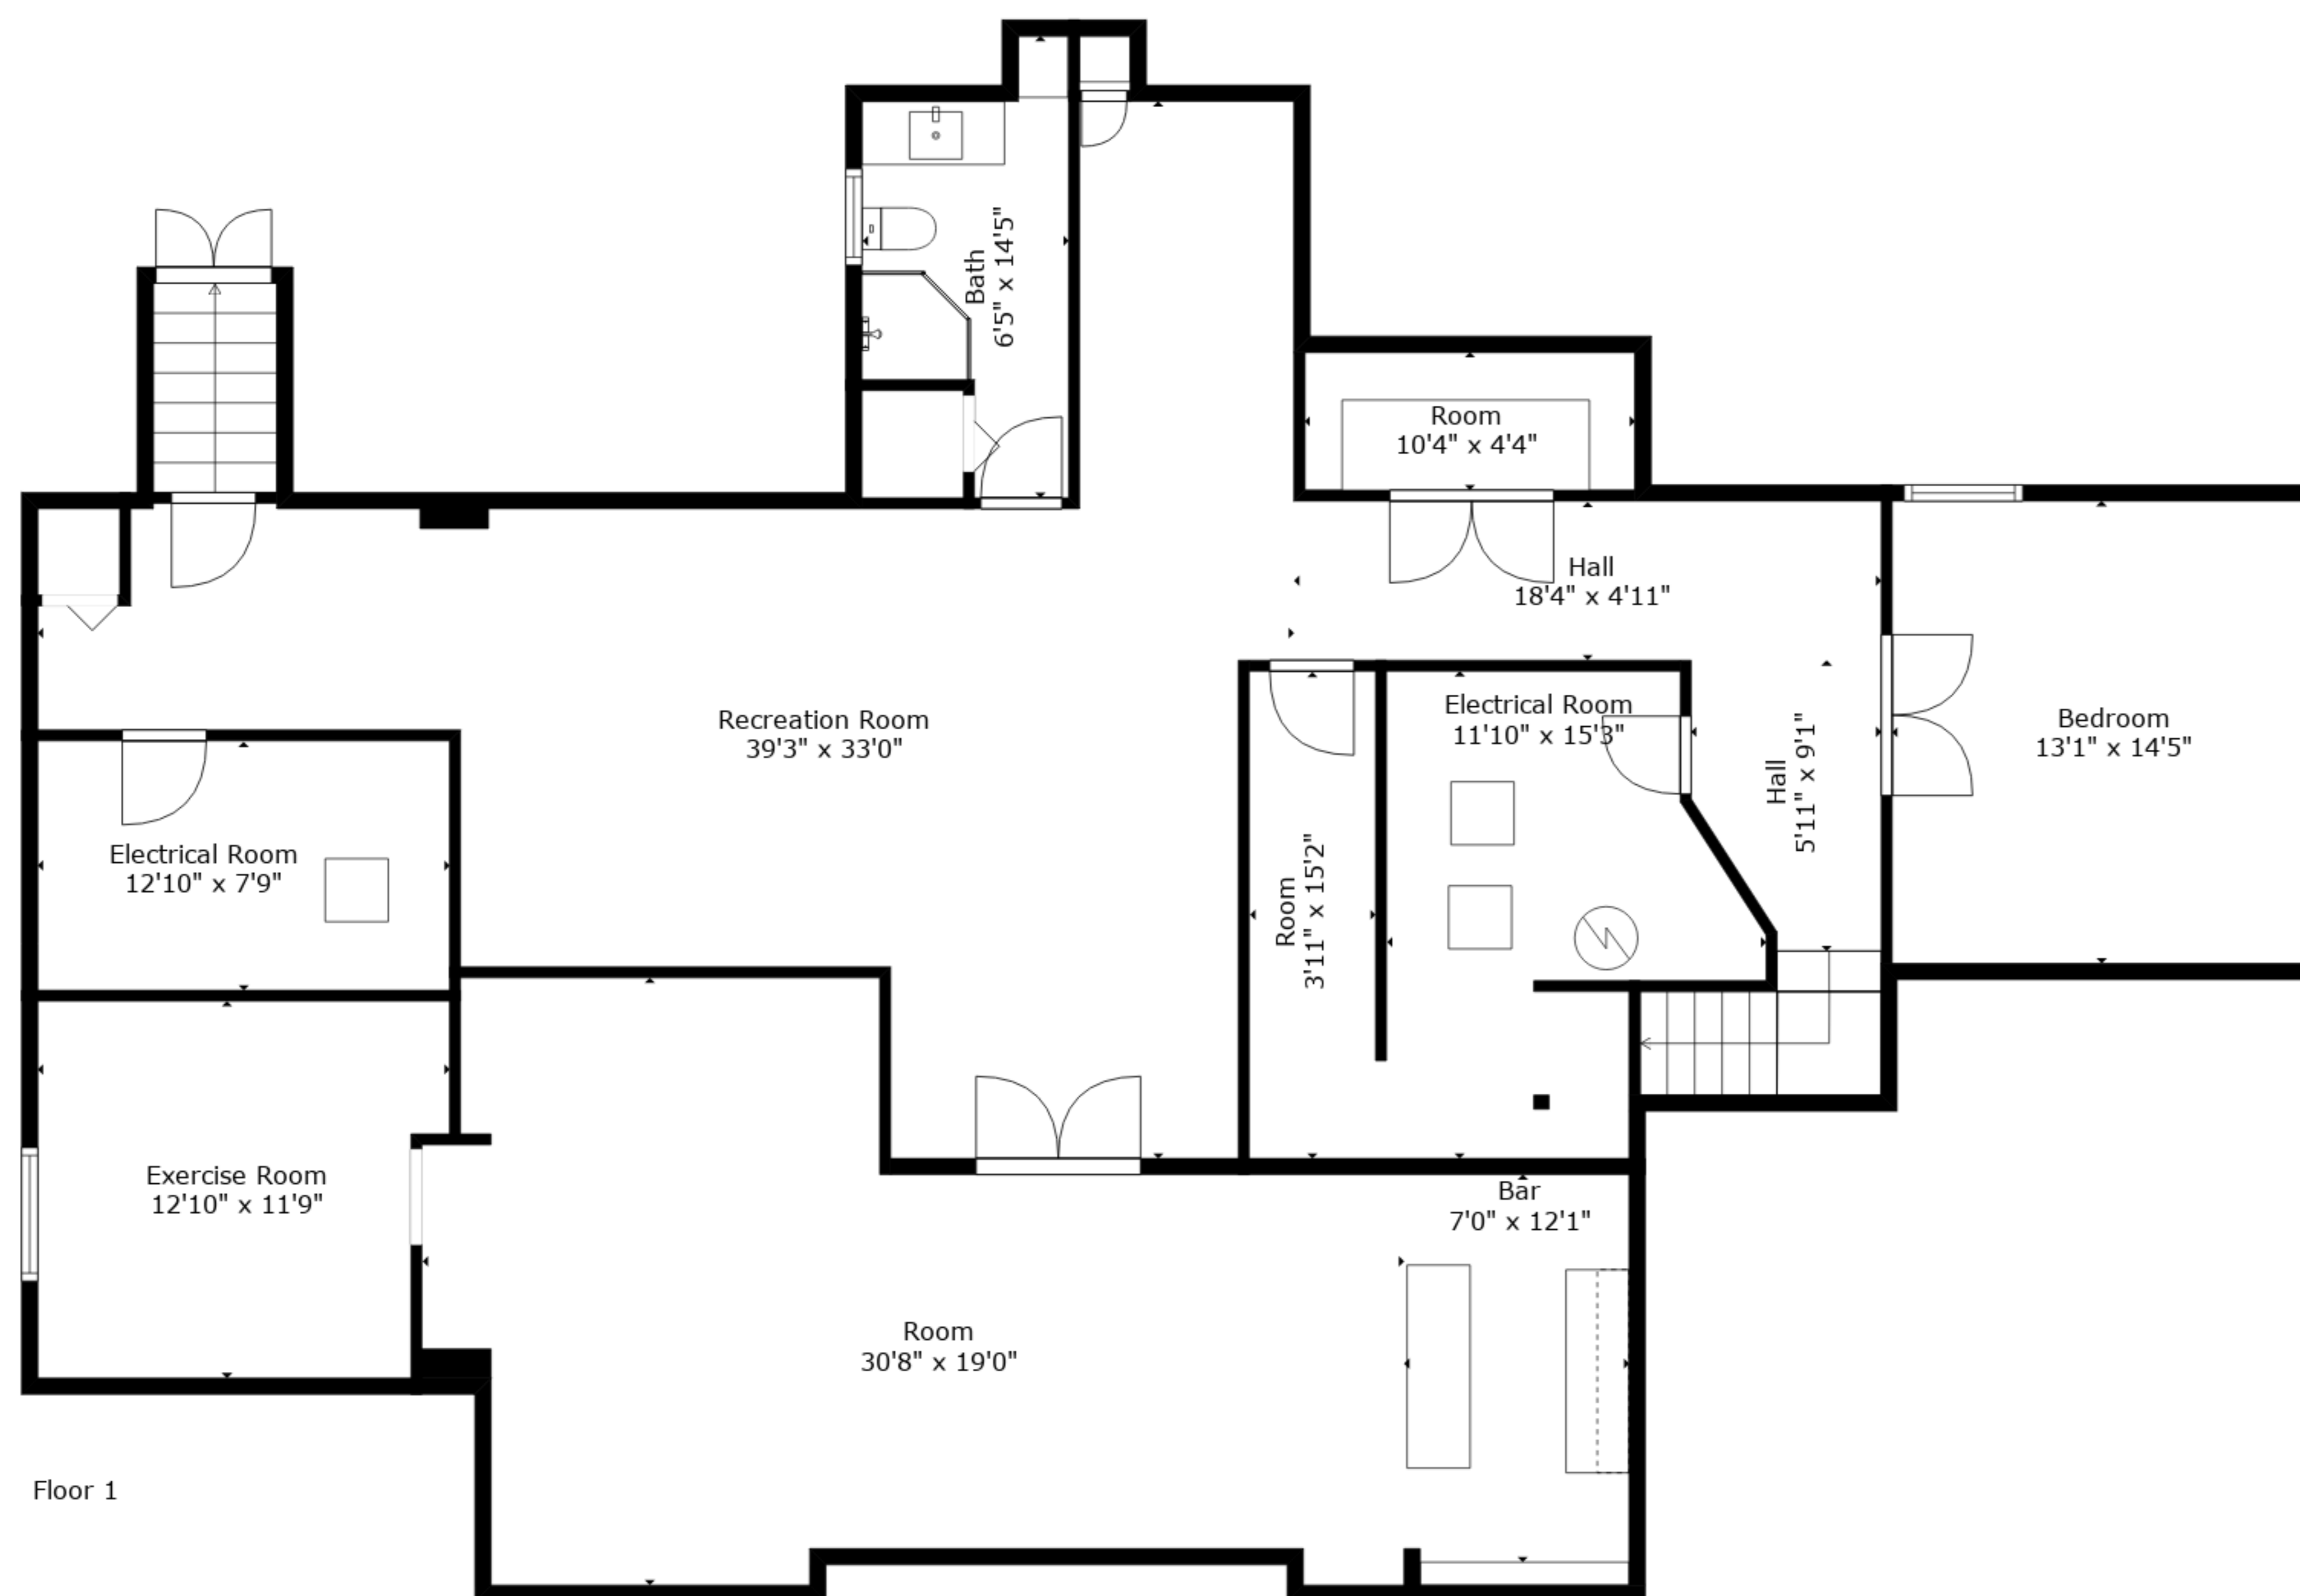 Bath
6'5" x 14'5"
Room
10'4" x 4'4"
Hall
18'4" x 4'11"
Recreation Room
39'3" x 33'0"
Electrical Room
11'10" x 15'3"
Hall
5'11" x 9'1"
Bedroom
13'1" x 14'5"
Electrical Room
12'10" x 7'9"
Room
3'11" x 15'2"
Exercise Room
12'10" x 11'9"
Bar
7'0" x 12'1"
Room
30'8" x 19'0"
Floor 1